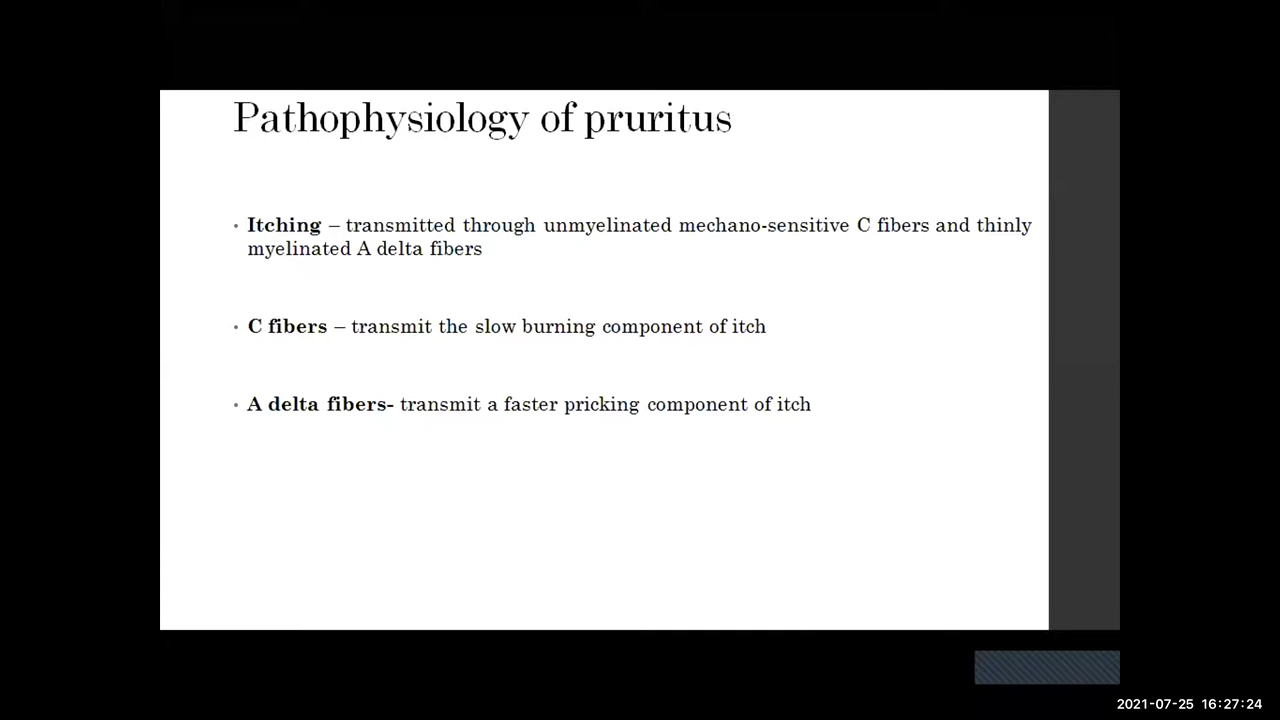 Pathophysiology of pruritus
• Itching – transmitted through unmyelinated mechano-sensitive C fibers and thinly
myelinated A delta fibers
• C fibers – transmit the slow burning component of itch
• A delta fibers- transmit a faster pricking component of itch
2021-07-25 16:27:24